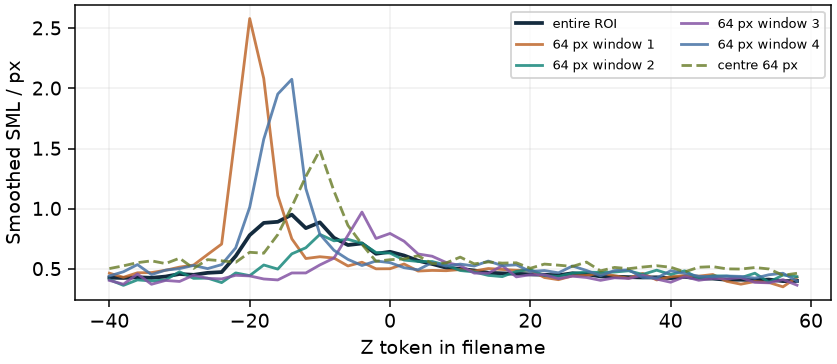 Smoothed SML / px
2.5
2.0
1.5
1.0
0.5
entire ROI
64 px window 1
64 px window 2
64 px window 3
64 px window 4
centre 64 px
−40
−20
0
20
40
60
Z token in filename